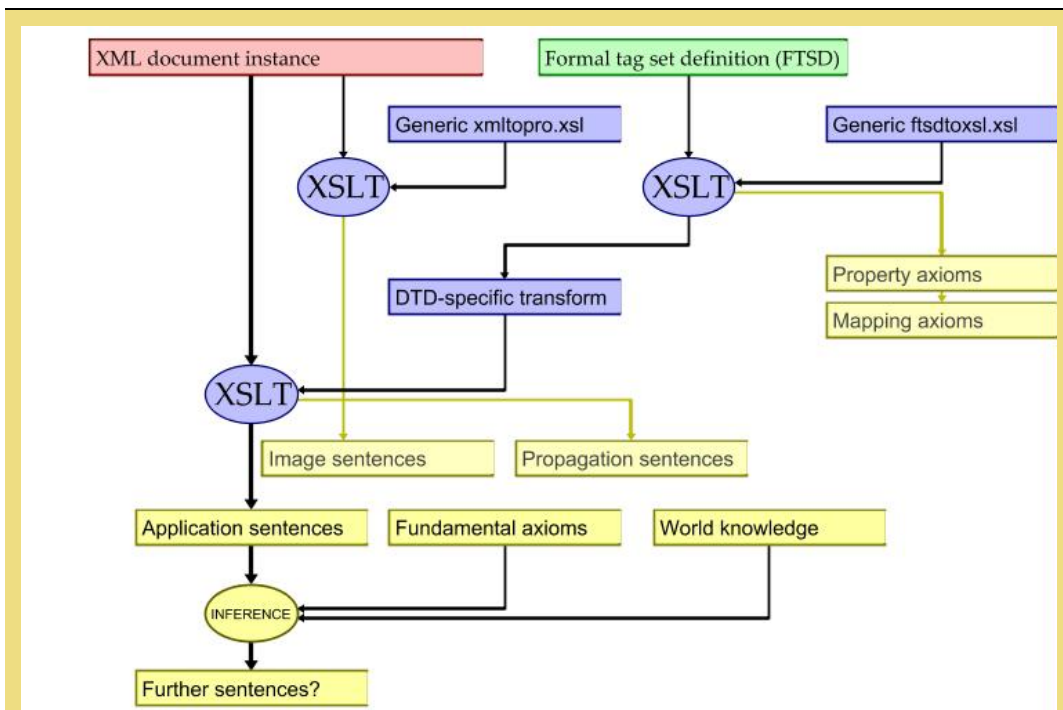 XML document instance
Formal tag set definition (FTSD)
Generic xmltopro.xsl
Generic ftsdtoxsl.xsl
XSLT
XSLT
Property axioms
DTD-specific transform
Mapping axioms
XSLT
Image sentences
Propagation sentences
Application sentences
Fundamental axioms
World knowledge
INFERENCE
Further sentences?